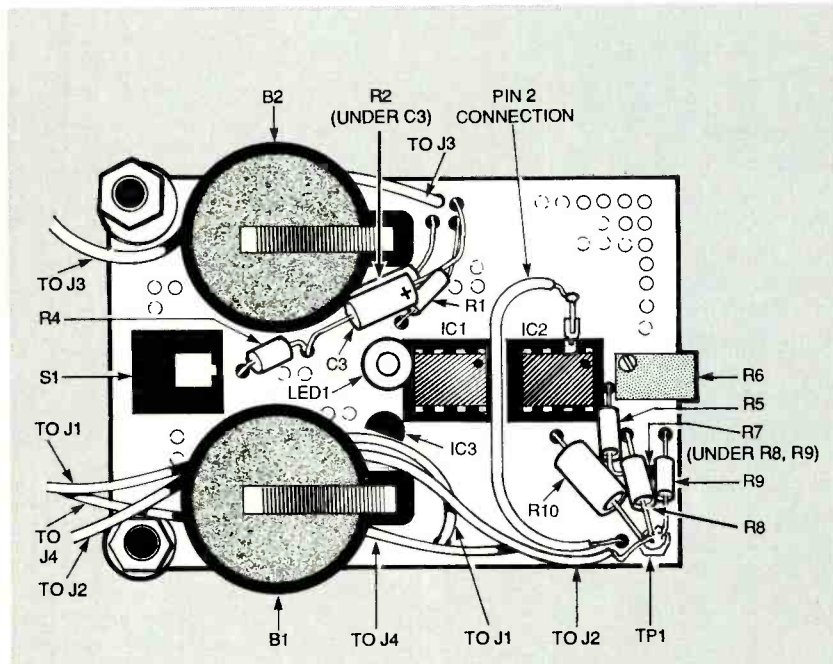 B2
R2
(UNDER C3)
PIN 2
CONNECTION
TO J3
TO J3
R4
S1
+
R1
C3
LED1
IC1
IC2
R6
R5
R7
(UNDER R8, R9)
R9
R8
IC3
R10
TO J1
TO
J4
TO J2
B1
TO J4
TO J1
TO J2
TP1